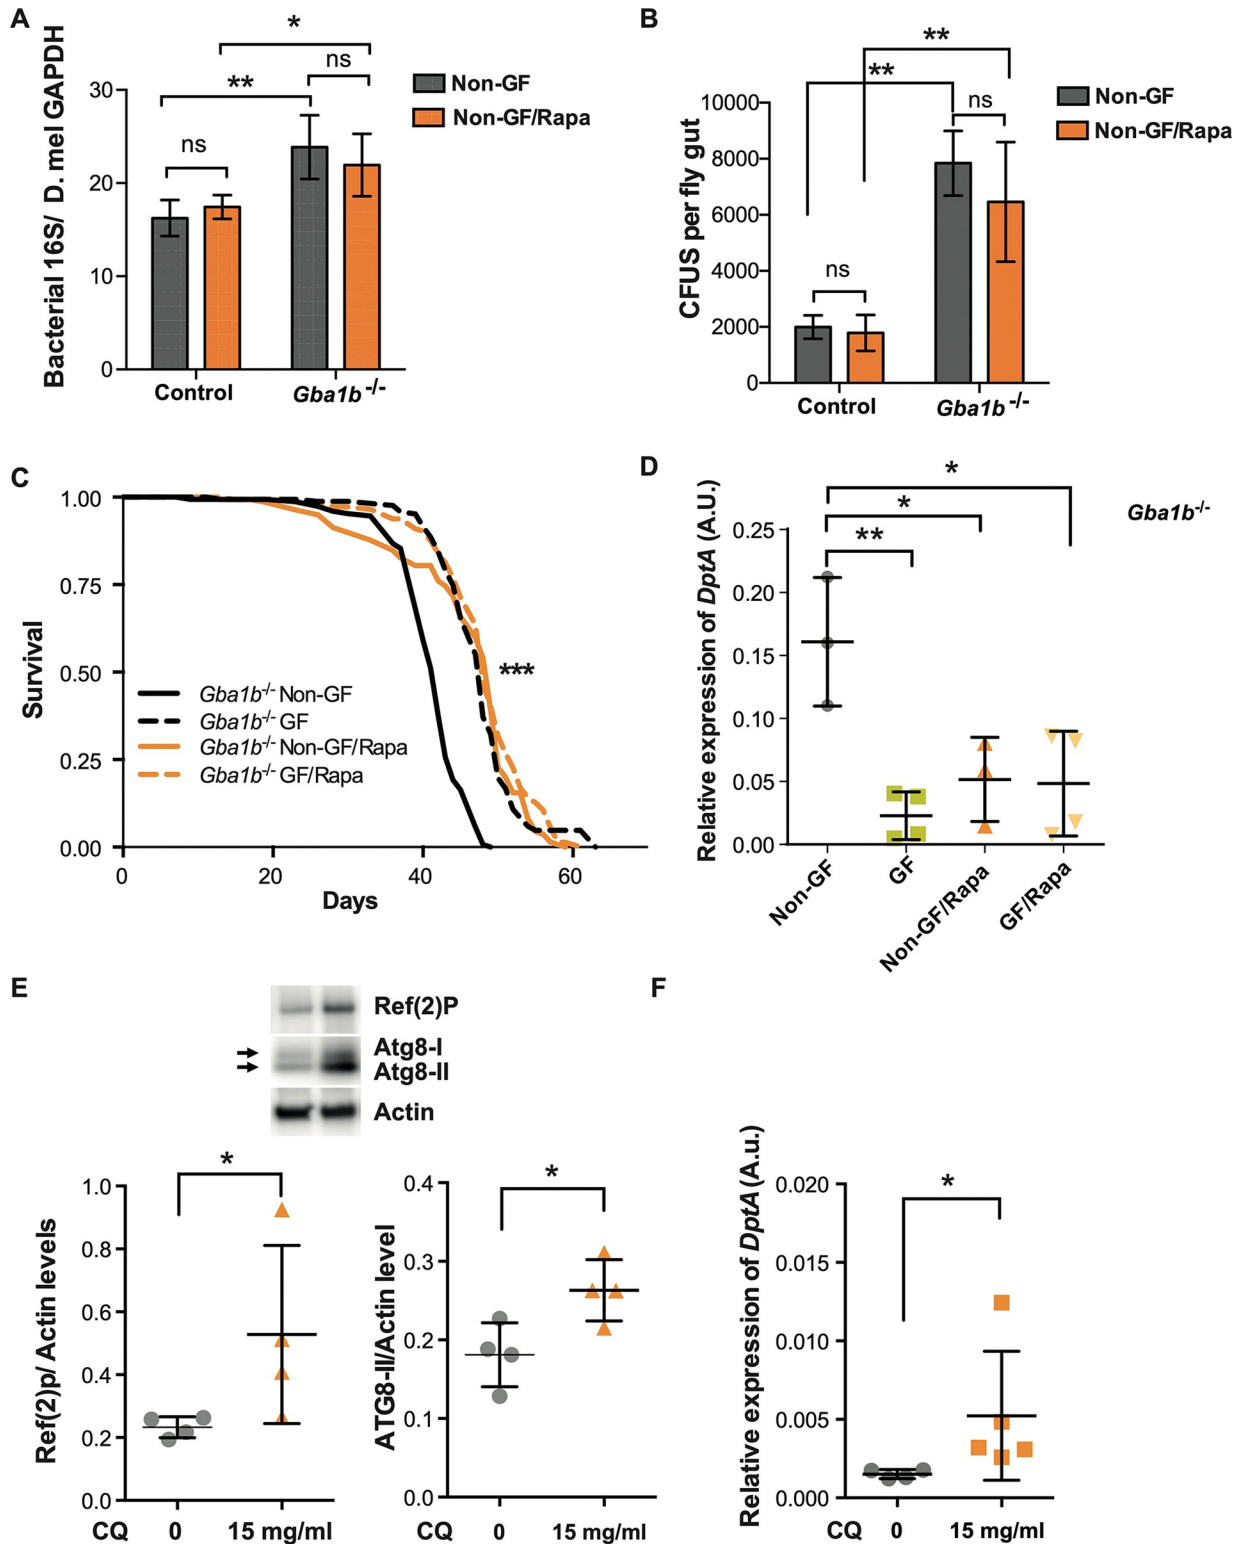 A
Bacterial 16S/ D. mel GAPDH
30
20
10
0
*
**
ns
ns
Non-GF
Non-GF/Rapa
Control
Gba1b -/-
B
CFUS per fly gut
10000
8000
6000
4000
2000
0
**
**
ns
ns
Non-GF
Non-GF/Rapa
Control
Gba1b -/-
C
Survival
1.00
0.75
0.50
0.25
0.00
***
Gba1b-/- Non-GF
Gba1b-/- GF
Gba1b-/- Non-GF/Rapa
Gba1b-/- GF/Rapa
0 20 40 60
Days
D
Relative expression of DptA (A.U.)
0.25
0.20
0.15
0.10
0.05
0.00
*
*
**
Gba1b-/-
Non-GF
GF
Non-GF/Rapa
GF/Rapa
E
Ref(2)P
Atg8-I
Atg8-II
Actin
Ref(2)p/ Actin levels
1.0
0.8
0.6
0.4
0.2
0.0
*
CQ 0 15 mg/ml
ATG8-II/Actin level
0.4
0.3
0.2
0.1
0.0
*
CQ 0 15 mg/ml
F
Relative expression of DptA (A.u.)
0.020
0.015
0.010
0.005
0.000
*
CQ 0 15 mg/ml